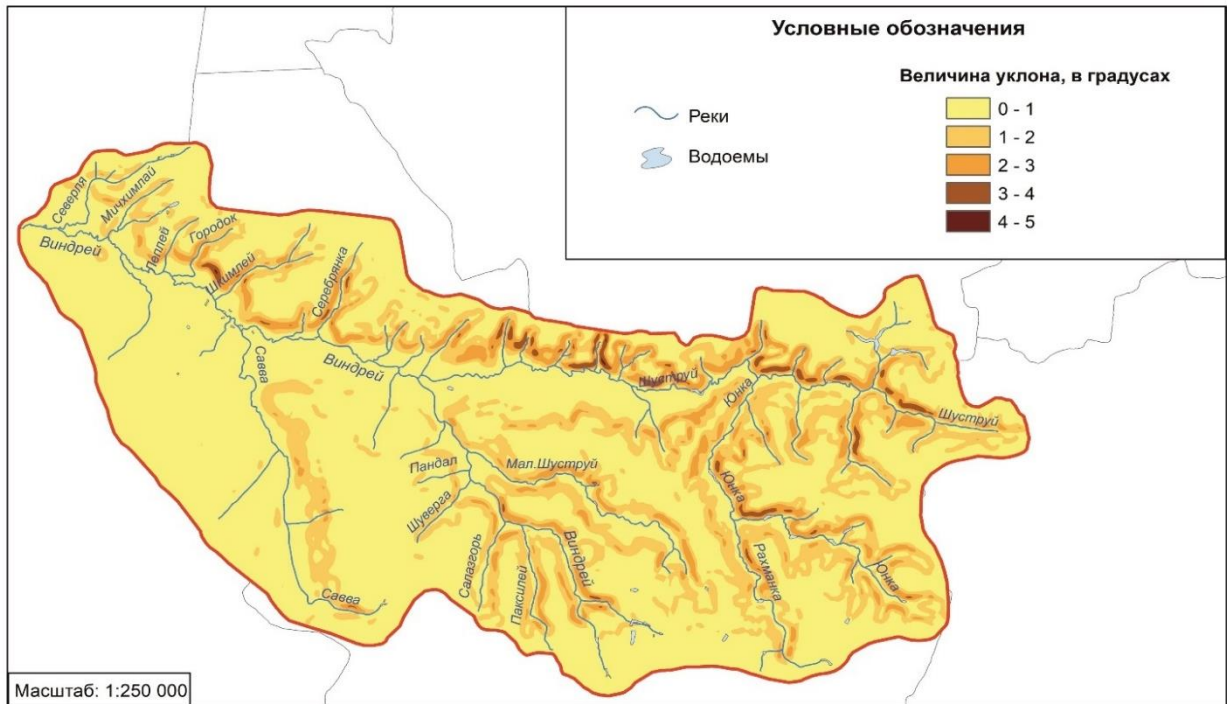 Условные обозначения
Величина уклона, в градусах
Реки
Водоемы
0 - 1
1 - 2
2 - 3
3 - 4
4 - 5
Северля
Мичхимлай
Виндрей
Леплей
Городок
Шкимлей
Серебрянка
Савва
Виндрей
Шуструй
Юнка
Шуструй
Пандал
Мал.Шуструй
Шуверга
Юнка
Салазгорь
Паксилей
Виндрей
Рахманка
Юнка
Савва
Масштаб: 1:250 000